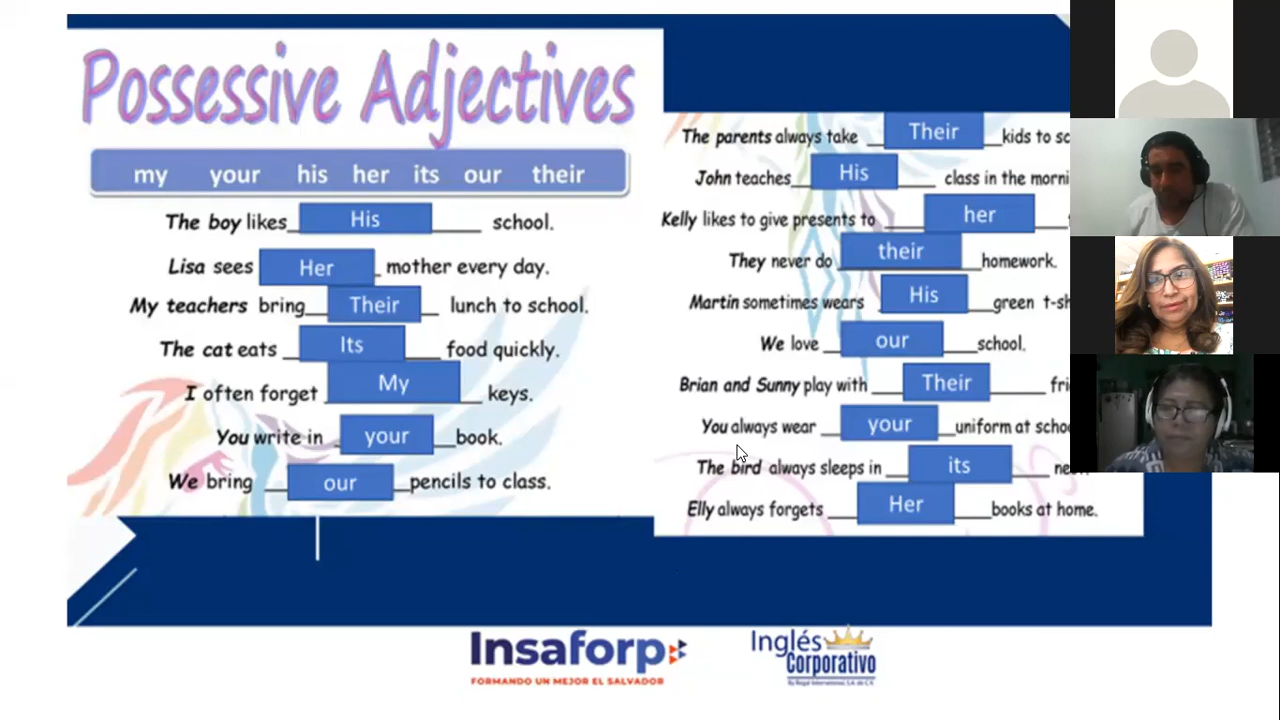 Possessive Adjectives
my your his her its our their
The boy likes His school.
Lisa sees Her mother every day.
My teachers bring Their lunch to school.
The cat eats Its food quickly.
I often forget My keys.
You write in your book.
We bring our pencils to class.
The parents always take Their kids to
John teaches His class in the
Kelly likes to give presents to her
They never do their homework.
Martin sometimes wears His green
We love our school.
Brian and Sunny play with Their
You always wear your uniform at
The bird always sleeps in its
Elly always forgets Her books at home.
Insaforp
FORMANDO UN MEJOR EL SALVADOR
Inglés
Corporativo
By Regal International, S.A. de C.V.